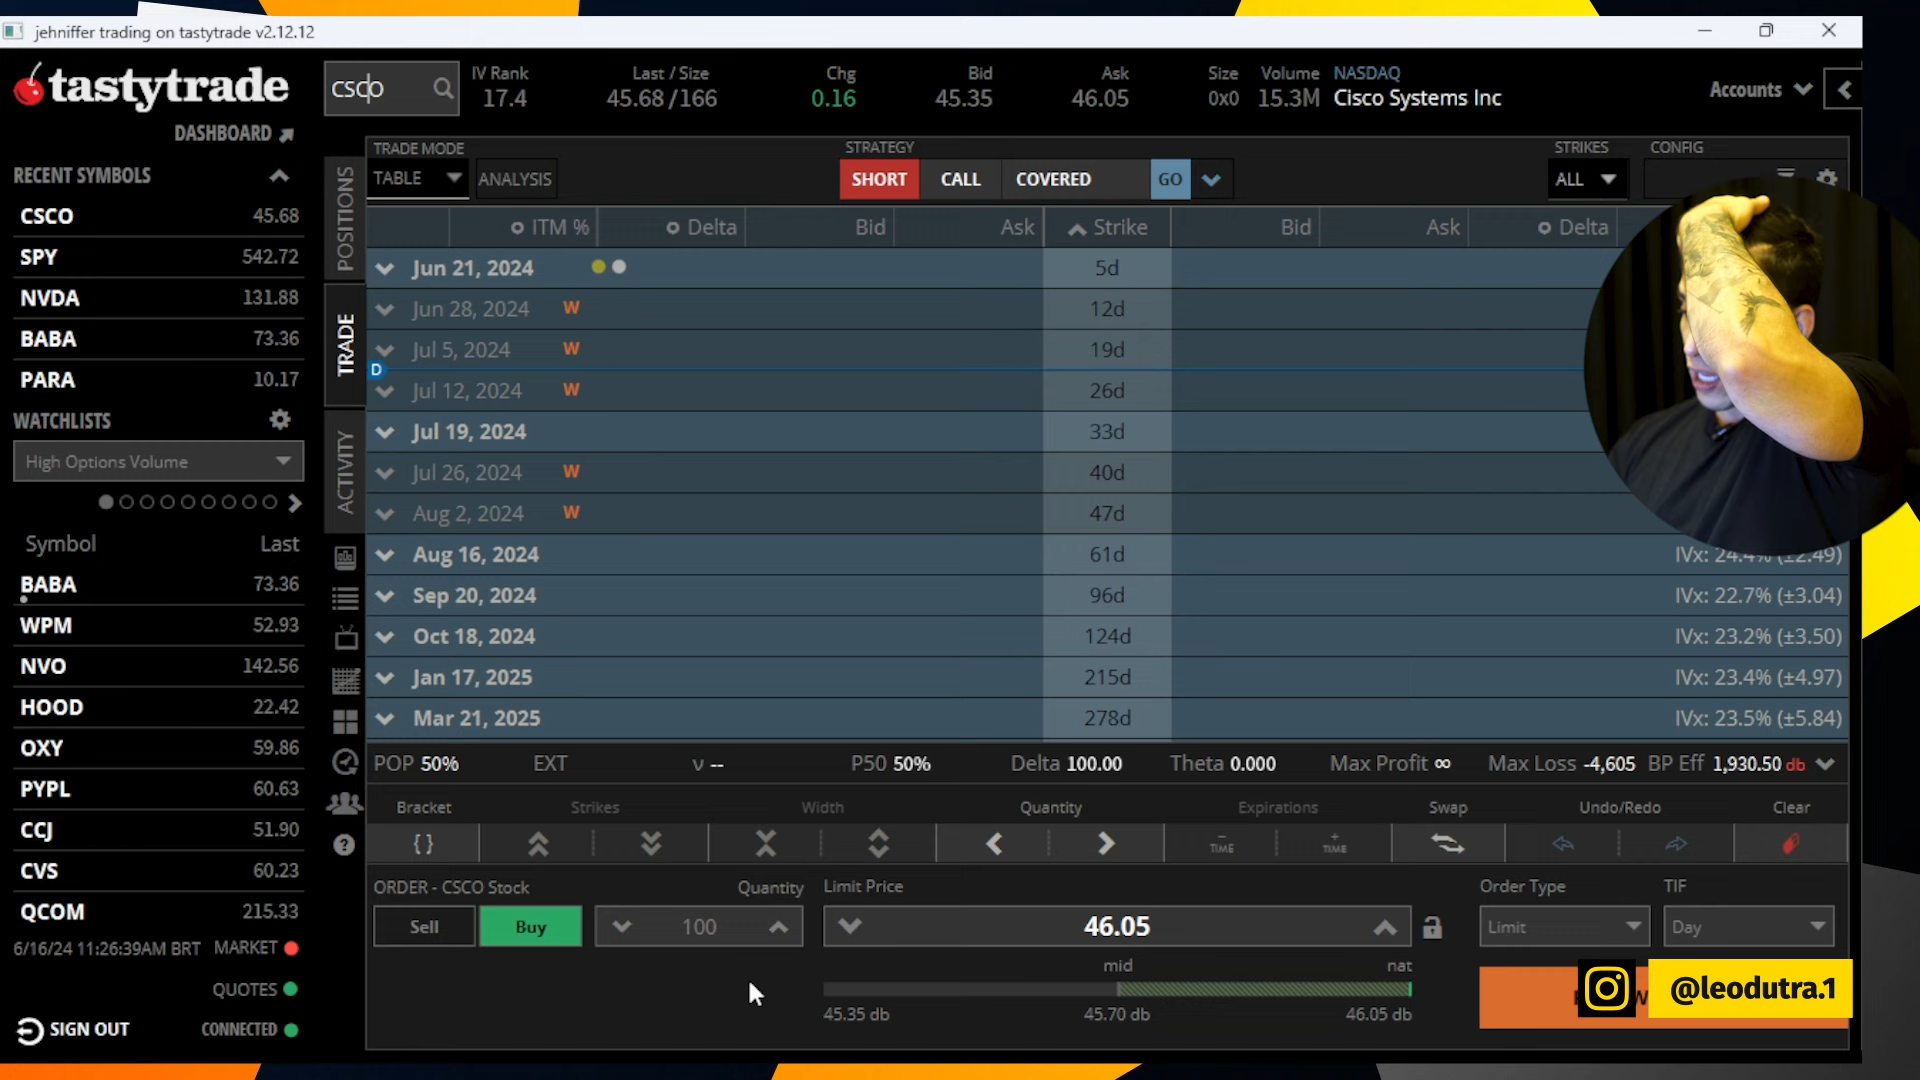 jehniffer trading on tastytrade v2.12.12
tastytrade
DASHBOARD
csco
IV Rank
17.4
Last / Size
45.68 /166
Chg
0.16
Bid
45.35
Ask
46.05
Size
0x0
Volume
15.3M
NASDAQ
Cisco Systems Inc
Accounts
RECENT SYMBOLS
CSCO 45.68
SPY 542.72
NVDA 131.88
BABA 73.36
PARA 10.17
WATCHLISTS
High Options Volume
Symbol Last
BABA 73.36
WPM 52.93
NVO 142.56
HOOD 22.42
OXY 59.86
PYPL 60.63
CCJ 51.90
CVS 60.23
QCOM 215.33
6/16/24 11:26:39AM BRT MARKET
QUOTES
SIGN OUT CONNECTED
POSITIONS
TRADE
ACTIVITY
TRADE MODE
TABLE ANALYSIS
STRATEGY
SHORT CALL COVERED GO
STRIKES
ALL
CONFIG
ITM % Delta Bid Ask Strike Bid Ask Delta
Jun 21, 2024 5d
Jun 28, 2024 W 12d
Jul 5, 2024 W 19d
D
Jul 12, 2024 W 26d
Jul 19, 2024 33d
Jul 26, 2024 W 40d
Aug 2, 2024 W 47d
Aug 16, 2024 61d IVx: 24.4% (±2.49)
Sep 20, 2024 96d IVx: 22.7% (±3.04)
Oct 18, 2024 124d IVx: 23.2% (±3.50)
Jan 17, 2025 215d IVx: 23.4% (±4.97)
Mar 21, 2025 278d IVx: 23.5% (±5.84)
POP 50% EXT ν -- P50 50% Delta 100.00 Theta 0.000 Max Profit ∞ Max Loss -4,605 BP Eff 1,930.50 db
Bracket Strikes Width Quantity Expirations Swap Undo/Redo Clear
{ } − TIME + TIME
ORDER - CSCO Stock Quantity Limit Price Order Type TIF
Sell Buy 100 46.05 Limit Day
mid nat
45.35 db 45.70 db 46.05 db
@leodutra.1